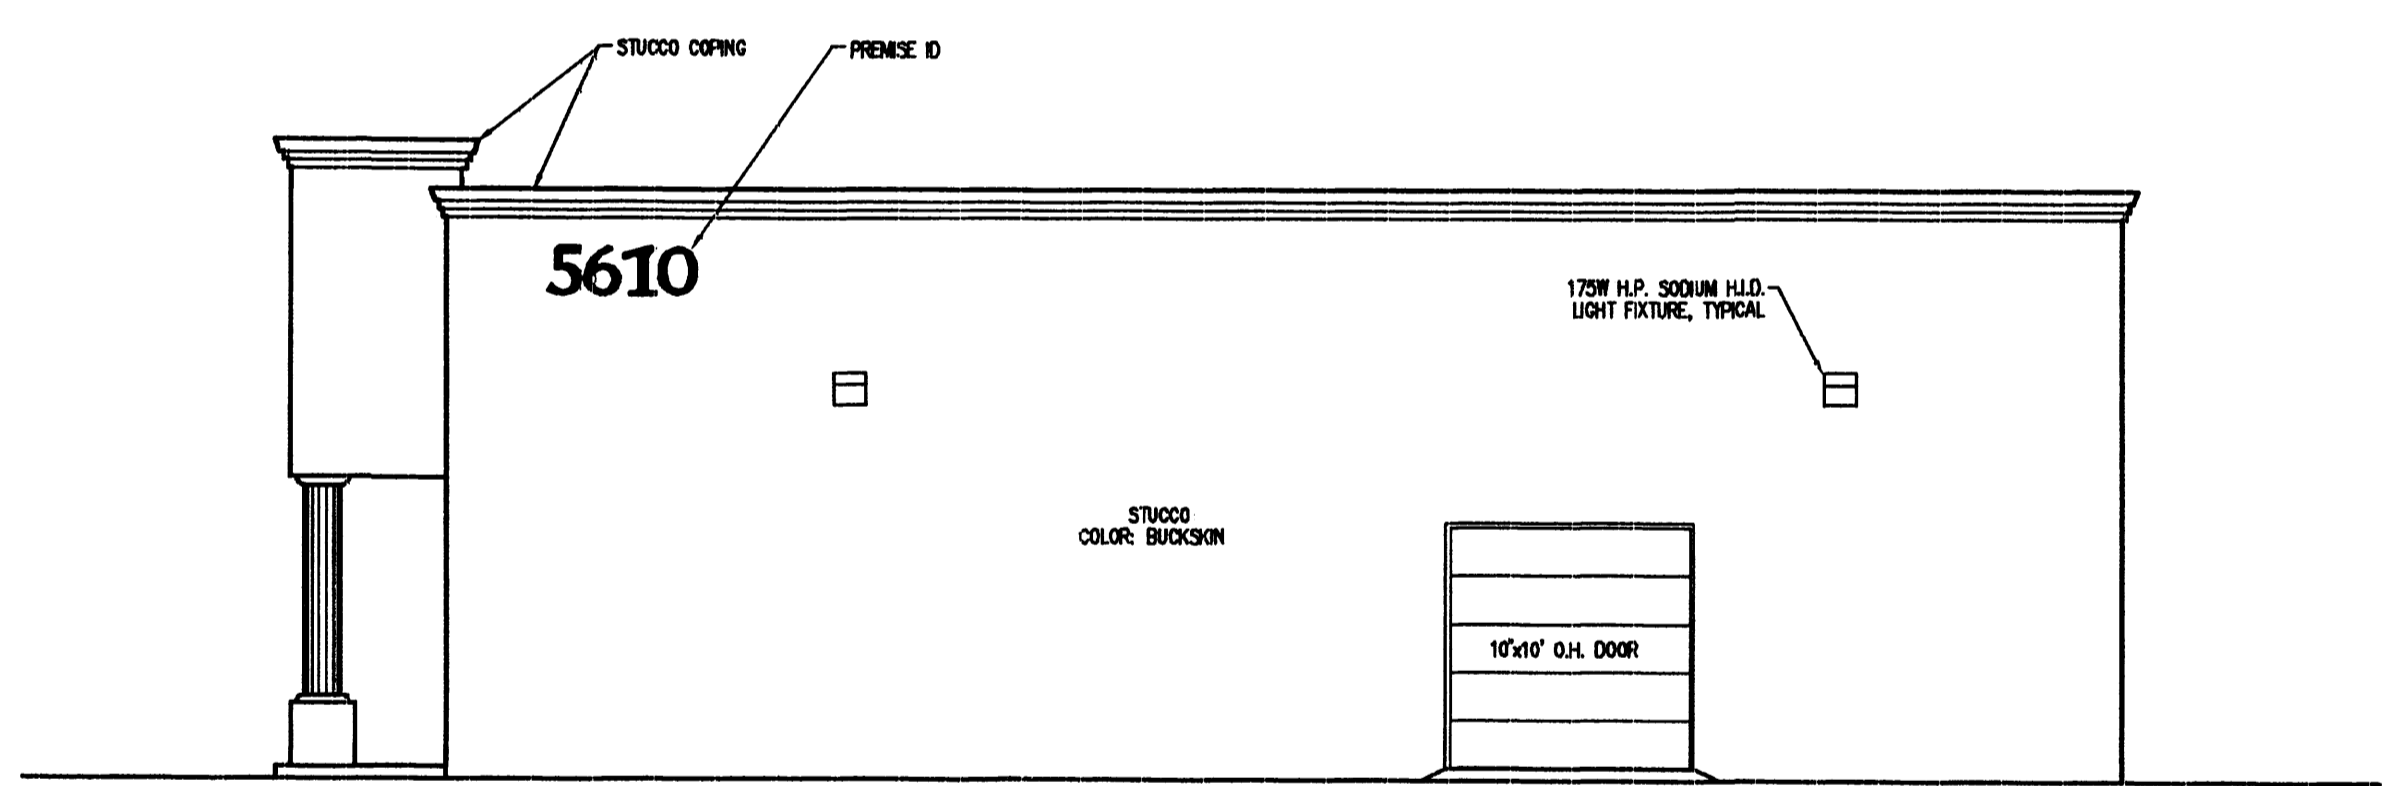 STUCCO COPING
PREMISE ID
5610
175W H.P. SODIUM H.I.D.
LIGHT FIXTURE, TYPICAL
STUCCO
COLOR: BUCKSKIN
10"x10' O.H. DOOR